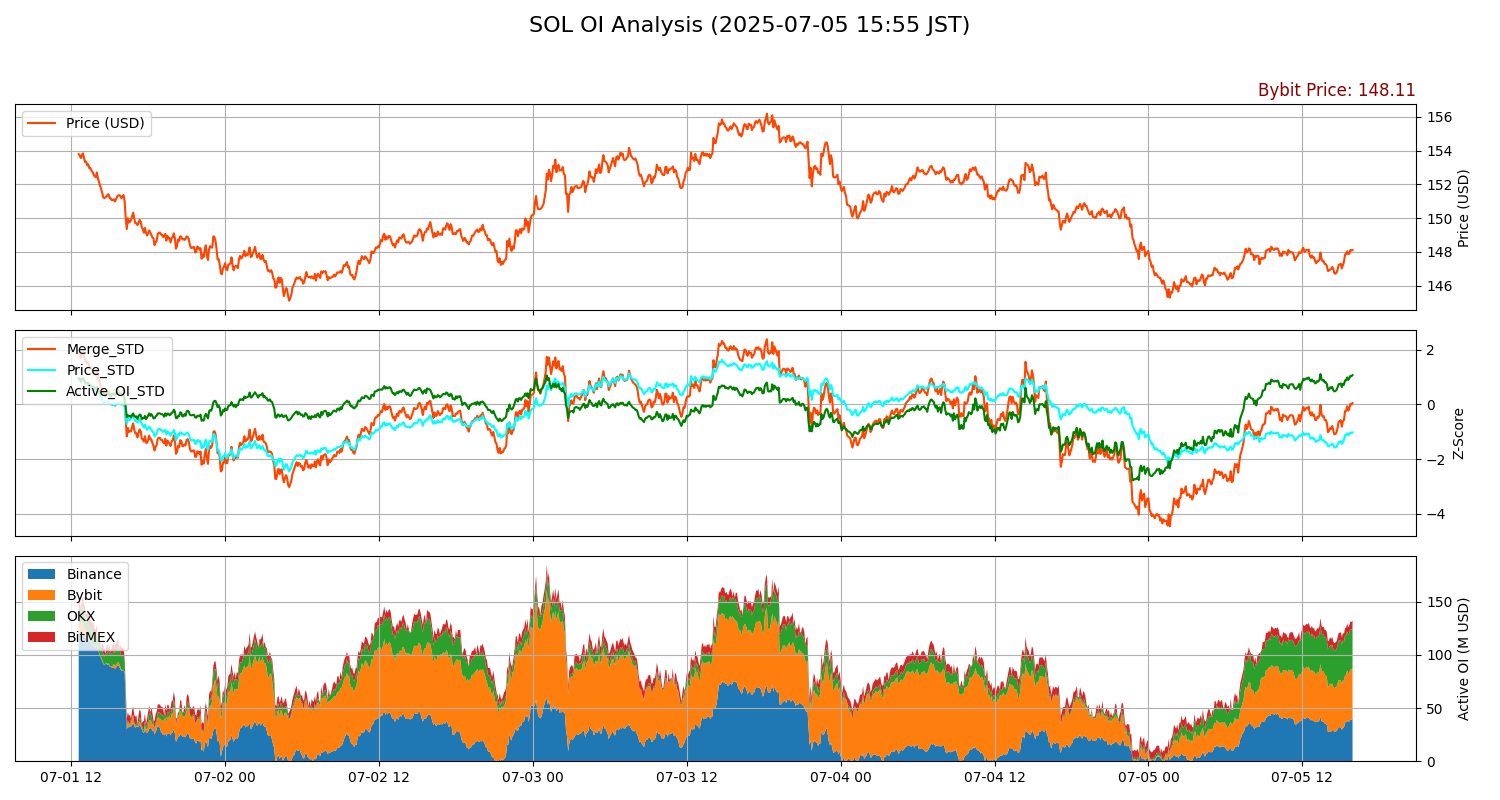 SOL OI Analysis (2025-07-05 15:55 JST)
Bybit Price: 148.11
Price (USD)
156
154
152
150
148
146
Price (USD)
Merge_STD
Price_STD
Active_OI_STD
2
0
−2
−4
Z-Score
Binance
Bybit
OKX
BitMEX
150
100
50
0
Active OI (M USD)
07-01 12
07-02 00
07-02 12
07-03 00
07-03 12
07-04 00
07-04 12
07-05 00
07-05 12